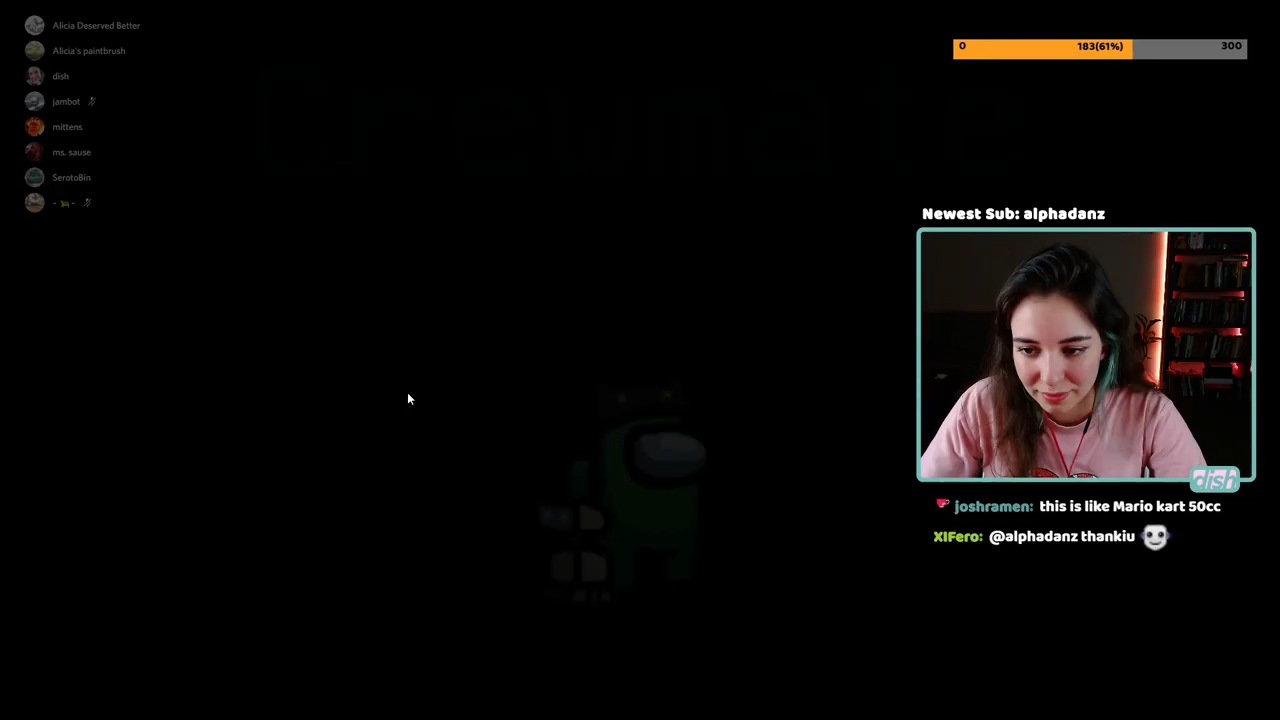 Alicia Deserved Better
Alicia's paintbrush
dish
jambot
mittens
ms. sause
SerotoBin
0 183(61%) 300
Newest Sub: alphadanz
dish
joshramen: this is like Mario kart 50cc
XIFero: @alphadanz thankiu